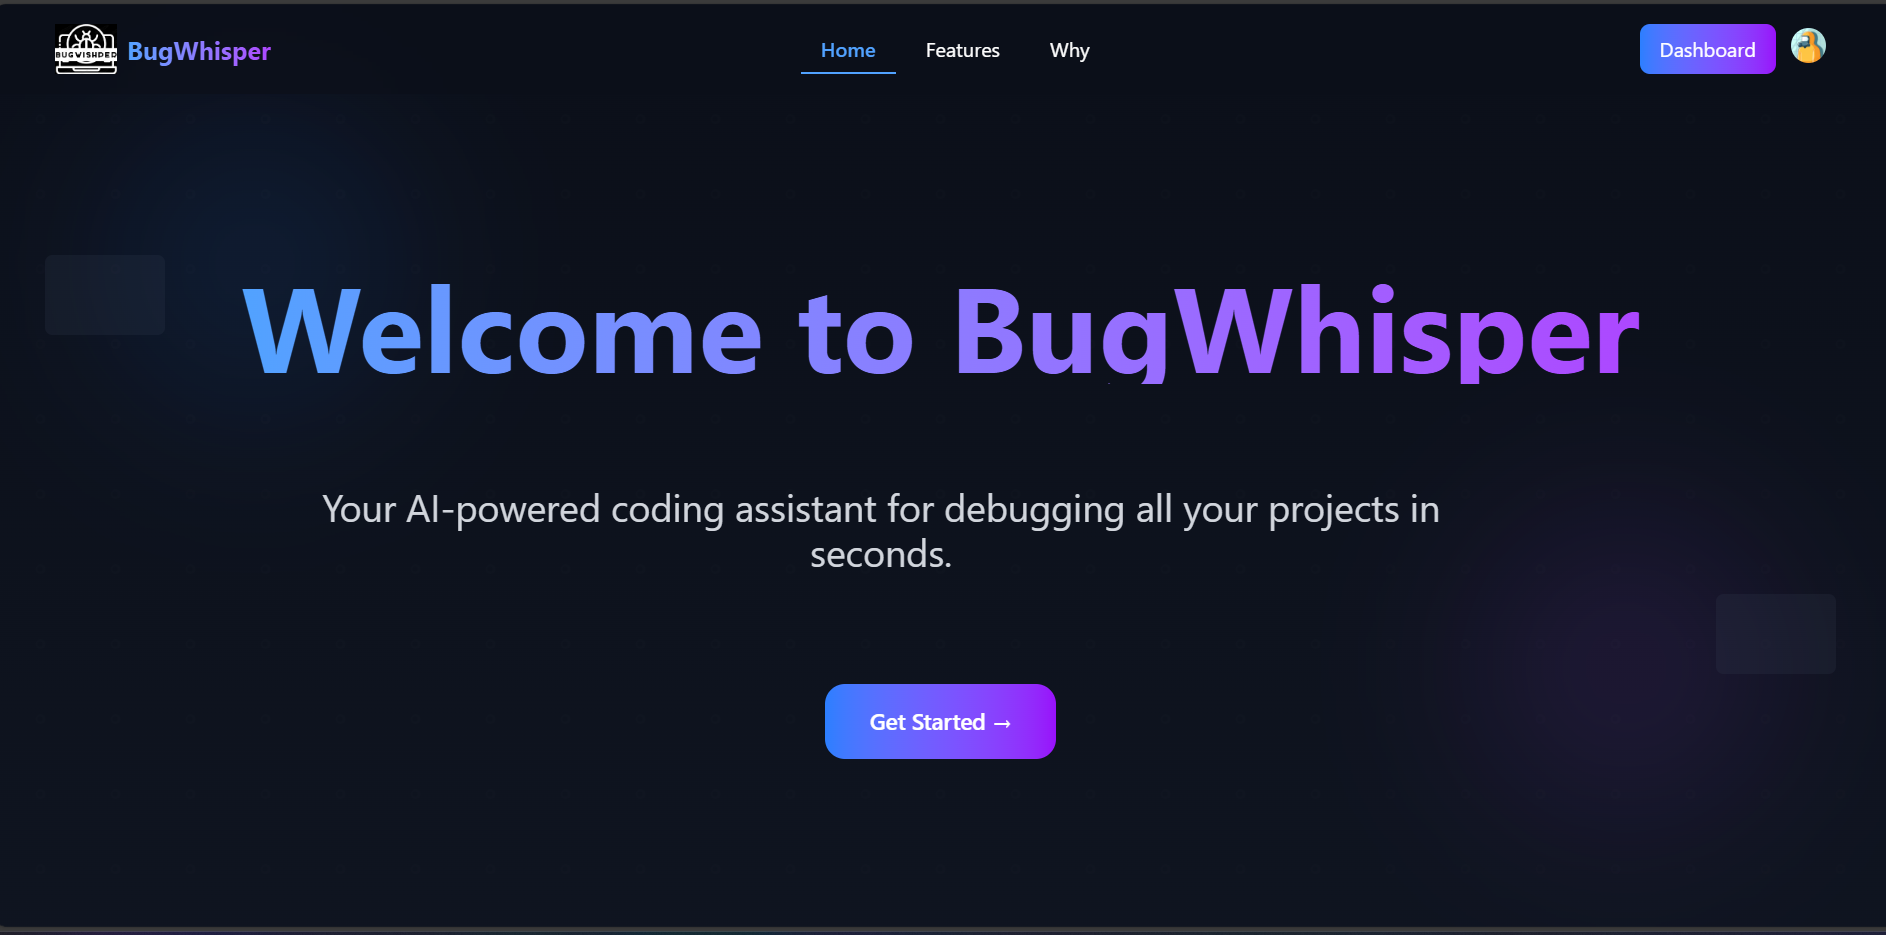 BUGWISHPED
BugWhisper
Home
Features
Why
Dashboard
Welcome to BugWhisper
Your AI-powered coding assistant for debugging all your projects in
seconds.
Get Started →